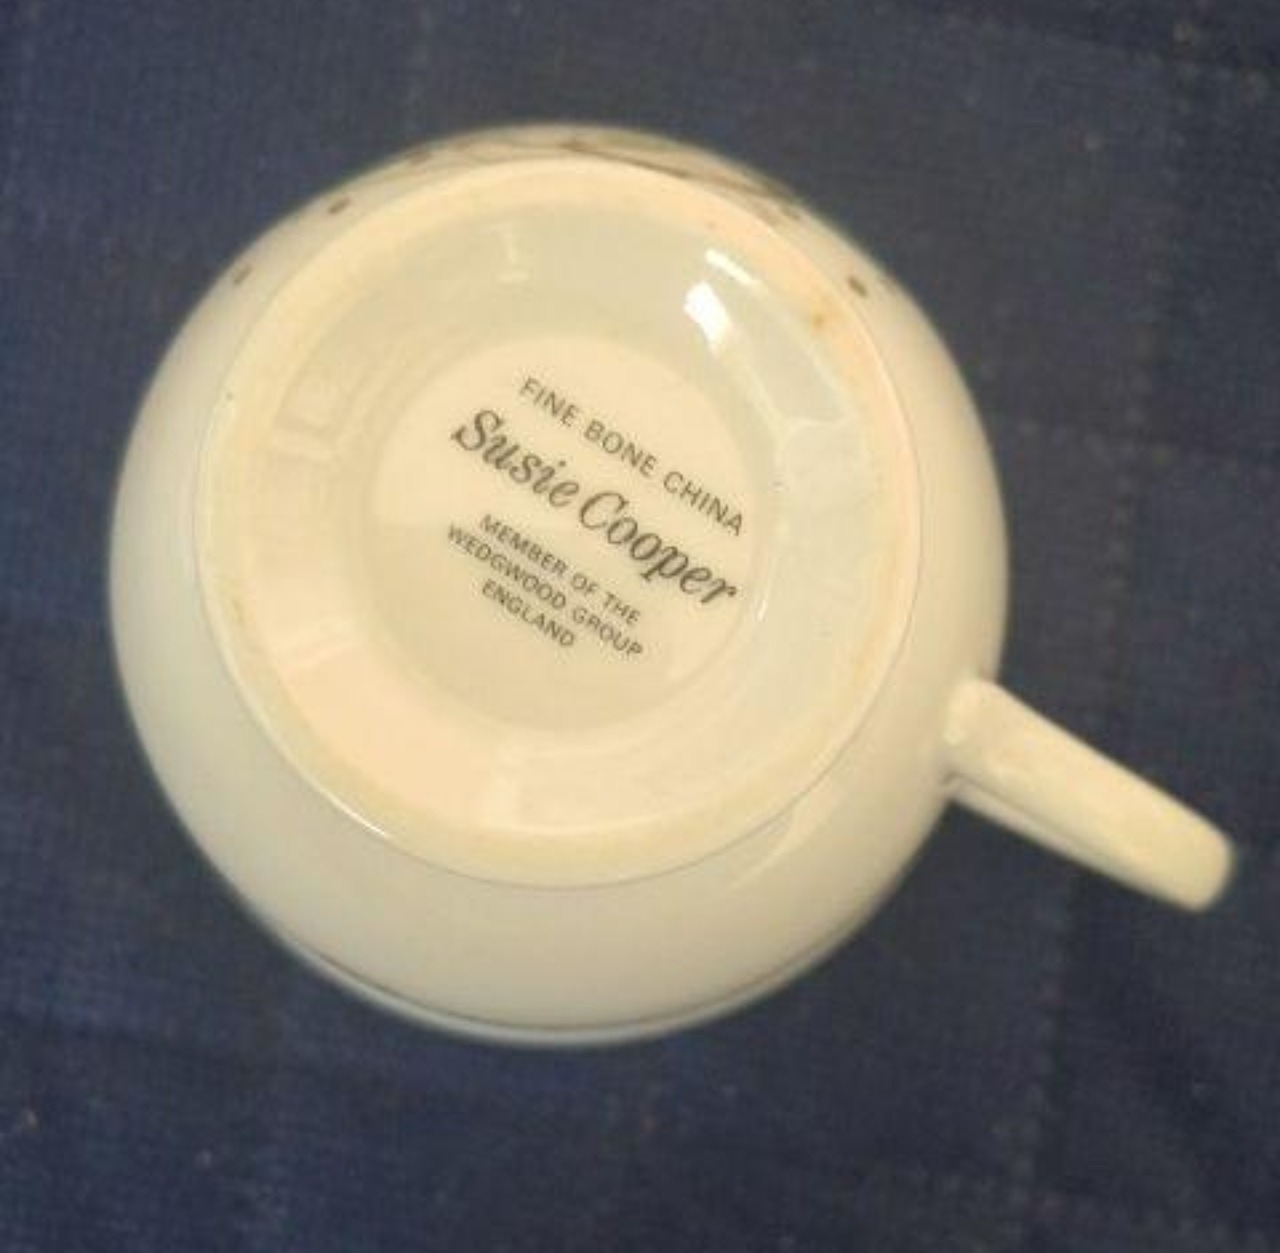 FINE BONE CHINA
Susie Cooper
MEMBER OF THE
WEDGWOOD GROUP
ENGLAND